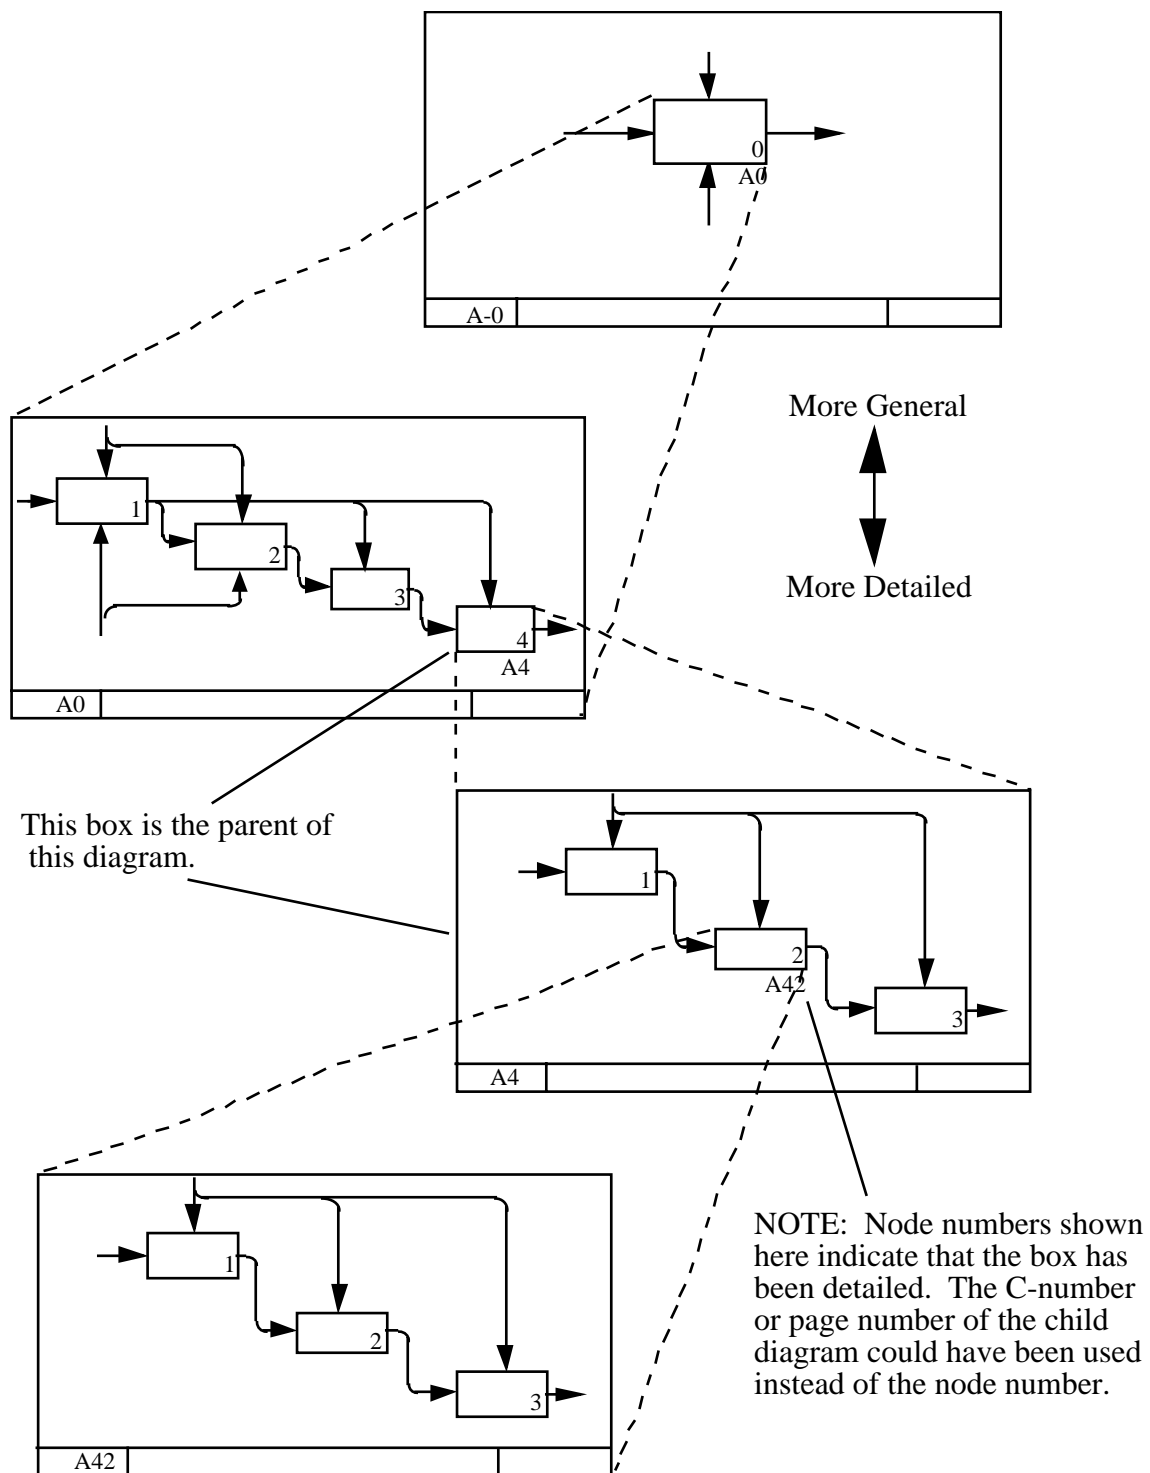 0
A0
A-0
More General
More Detailed
1
2
3
4
A4
A0
This box is the parent of
this diagram.
1
2
A42
3
A4
NOTE:  Node numbers shown
here indicate that the box has
been detailed.  The C-number
or page number of the child
diagram could have been used
instead of the node number.
1
2
3
A42